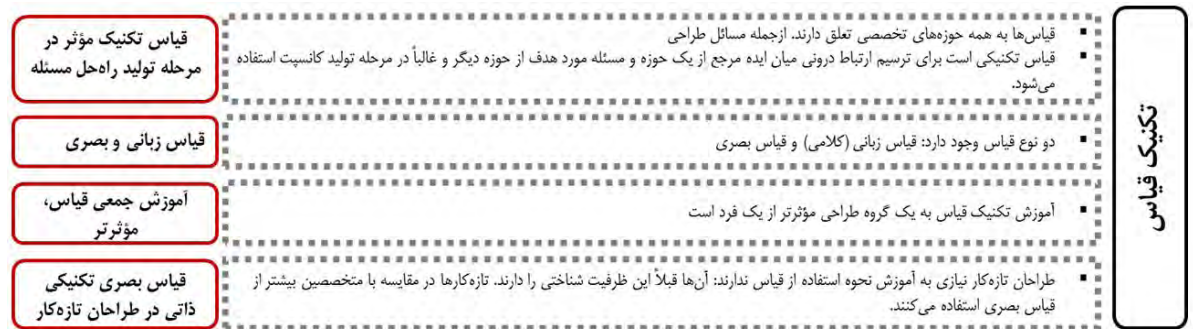 تکنیک قیاس
قیاس‌ها به همه حوزه‌های تخصصی تعلق دارند. ازجمله مسائل طراحی
قیاس تکنیکی است برای ترسیم ارتباط درونی میان ایده مرجع از یک حوزه و مسئله مورد هدف از حوزه دیگر و غالباً در مرحله تولید کانسپت استفاده
می‌شود.
قیاس تکنیک مؤثر در
مرحله تولید راه‌حل مسئله
دو نوع قیاس وجود دارد: قیاس زبانی (کلامی) و قیاس بصری
قیاس زبانی و بصری
آموزش تکنیک قیاس به یک گروه طراحی مؤثرتر از یک فرد است
آموزش جمعی قیاس،
مؤثرتر
طراحان تازه‌کار نیازی به آموزش نحوه استفاده از قیاس ندارند: آن‌ها قبلاً این ظرفیت شناختی را دارند. تازه‌کارها در مقایسه با متخصصین بیشتر از
قیاس بصری استفاده می‌کنند.
قیاس بصری تکنیکی
ذاتی در طراحان تازه‌کار